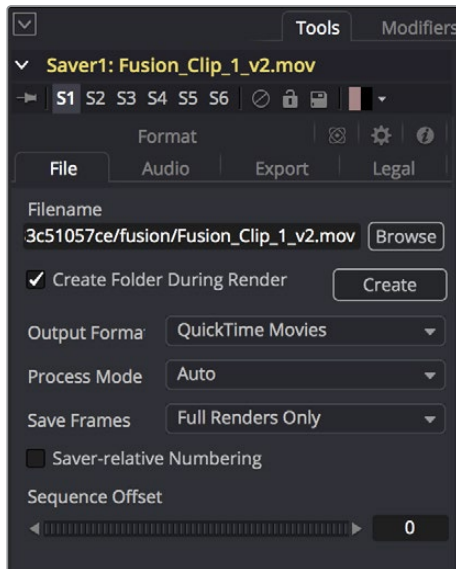 Tools Modifiers
Saver1: Fusion_Clip_1_v2.mov
S1 S2 S3 S4 S5 S6
Format
File Audio Export Legal
Filename
3c51057ce/fusion/Fusion_Clip_1_v2.mov Browse
Create Folder During Render Create
Output Forma QuickTime Movies
Process Mode Auto
Save Frames Full Renders Only
Saver-relative Numbering
Sequence Offset
0